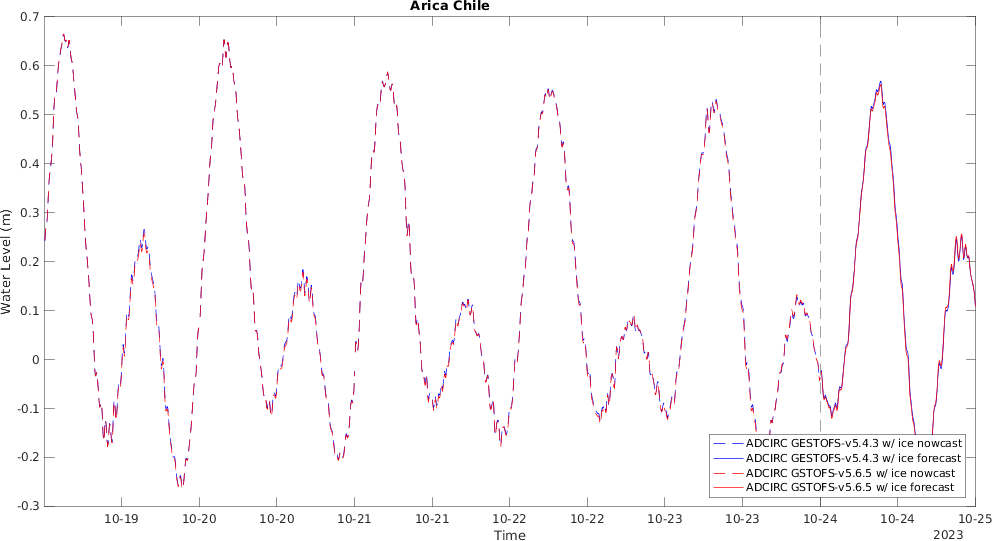 Arica Chile
0.7
0.6
0.5
0.4
0.3
0.2
0.1
0
-0.1
-0.2
-0.3
Water Level (m)
ADCIRC GESTOFS-v5.4.3 w/ ice nowcast
ADCIRC GESTOFS-v5.4.3 w/ ice forecast
ADCIRC GSTOFS-v5.6.5 w/ ice nowcast
ADCIRC GSTOFS-v5.6.5 w/ ice forecast
10-19 10-20 10-20 10-21 10-21 10-22 10-22 10-23 10-23 10-24 10-24 10-25
Time
2023